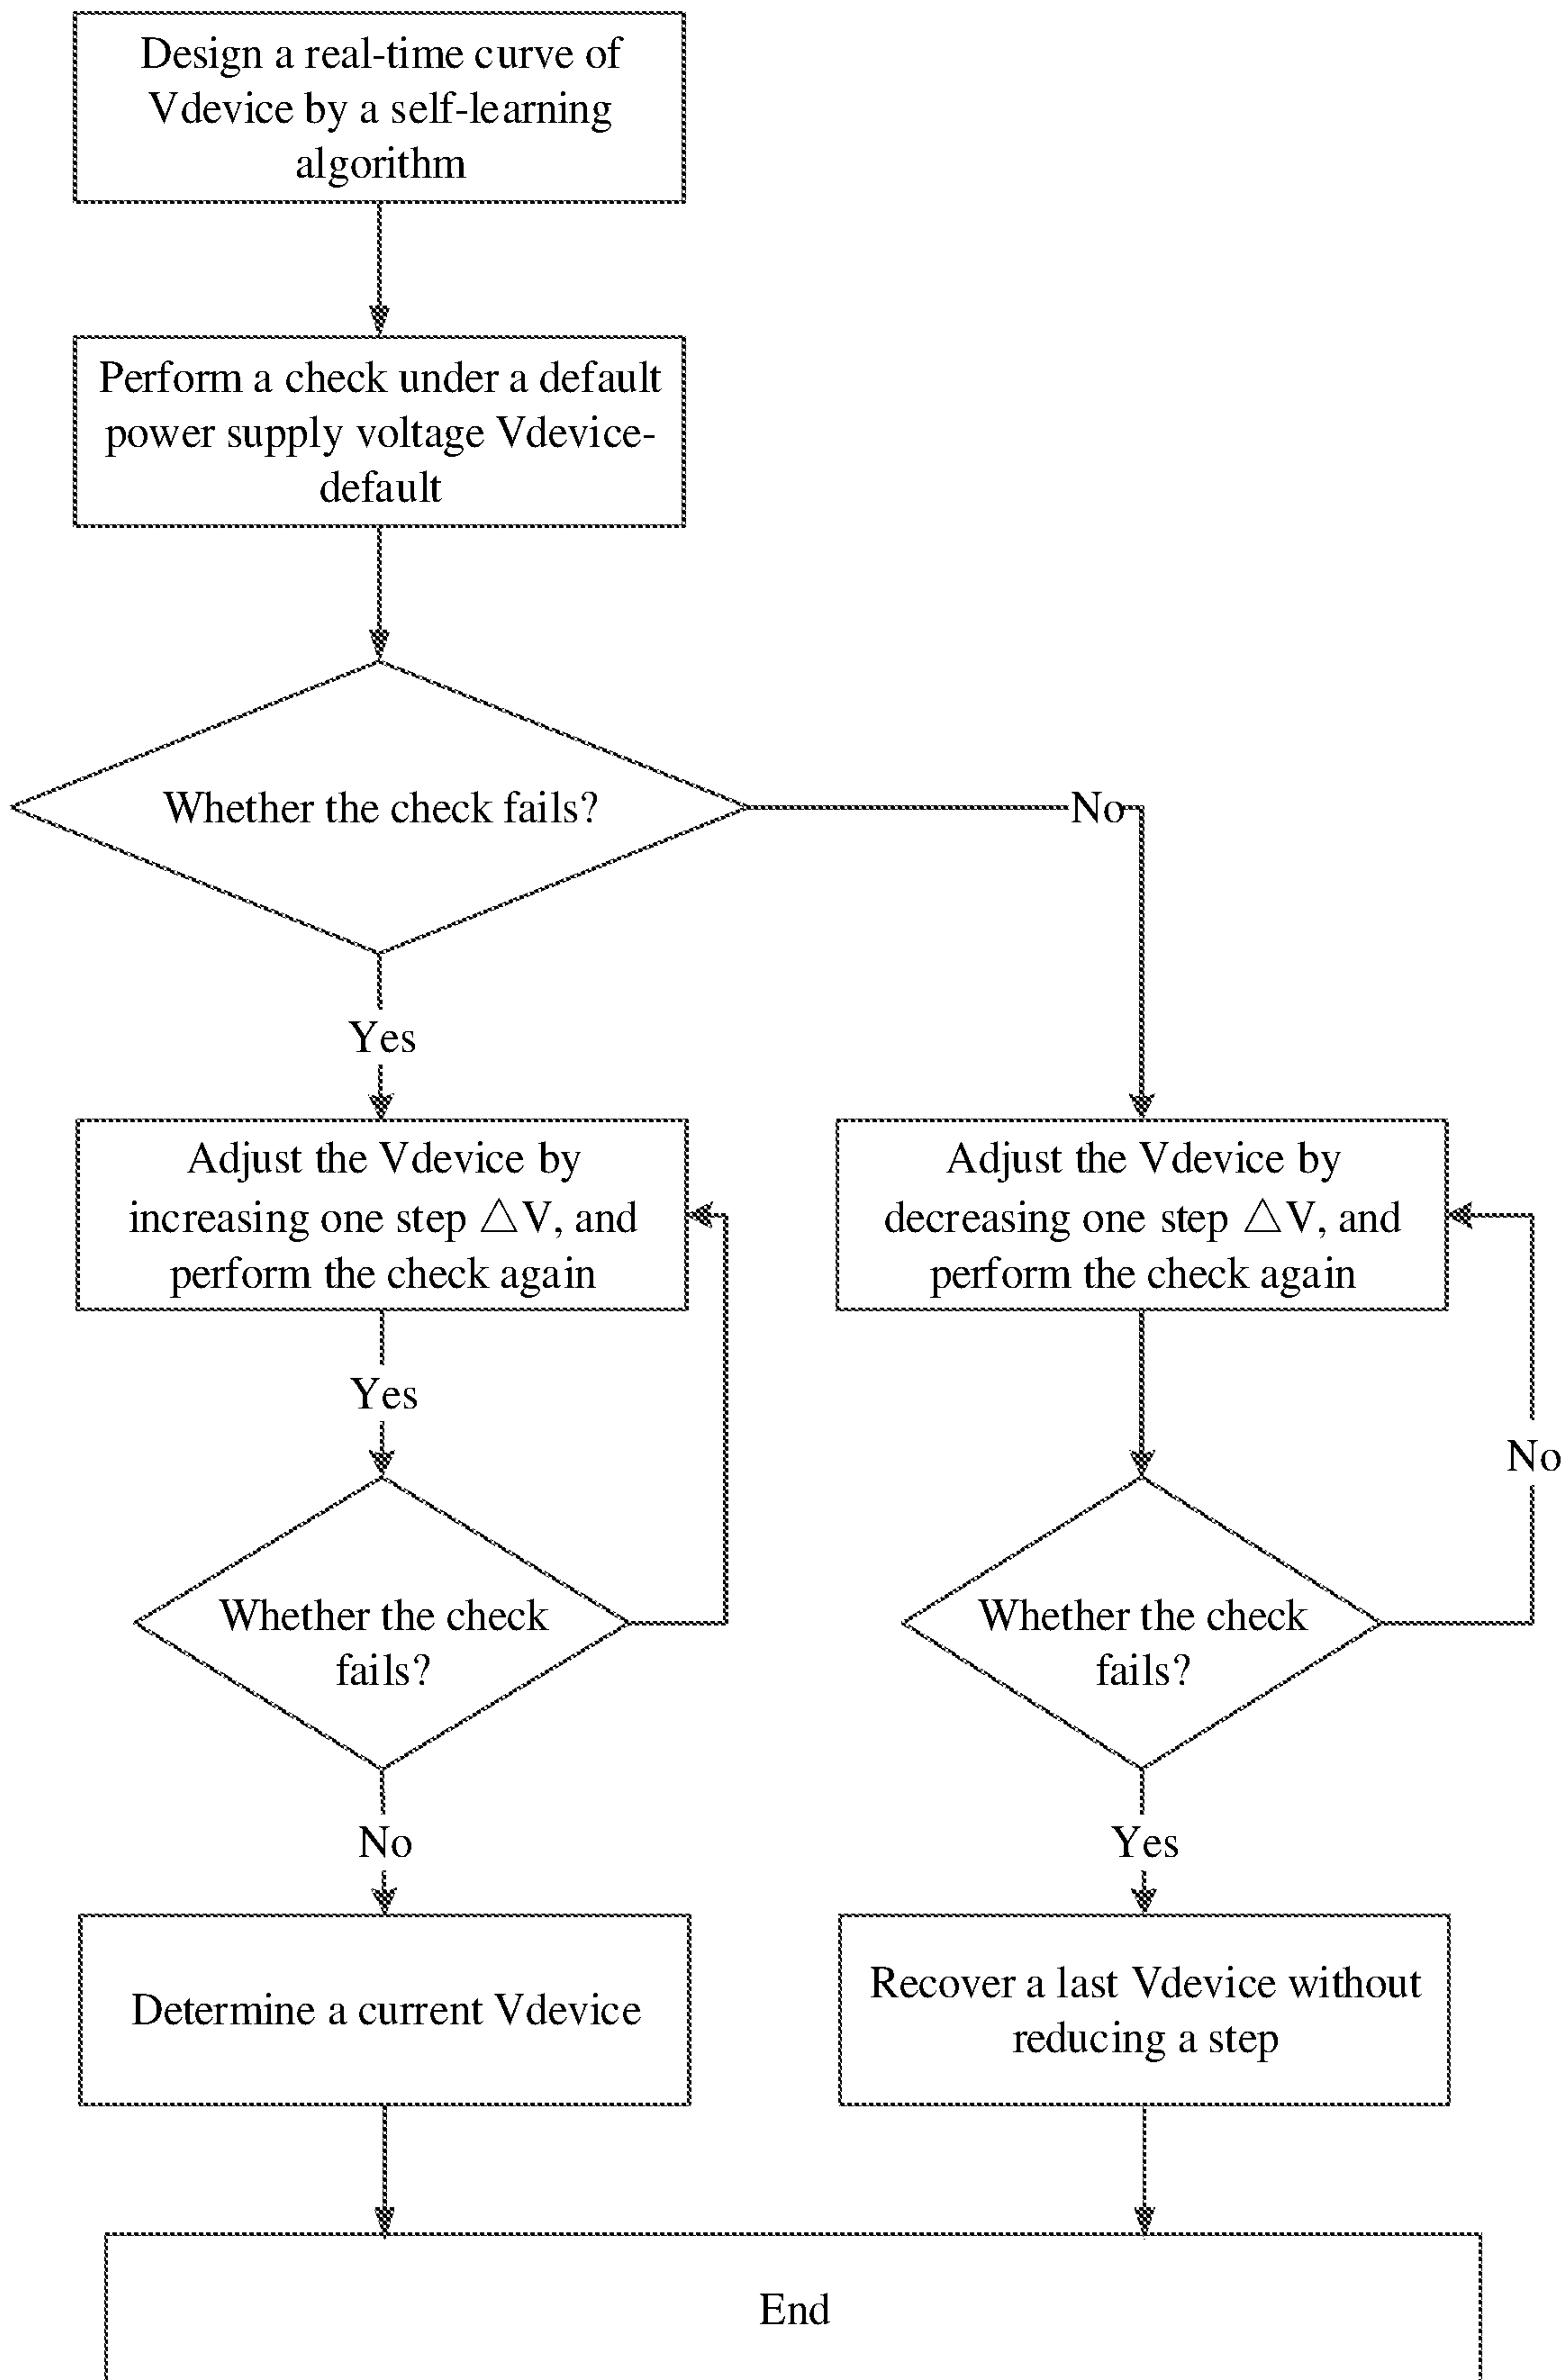 Design a real-time curve of
Vdevice by a self-learning
algorithm
Perform a check under a default
power supply voltage Vdevice-
default
Whether the check fails?
No
Yes
Adjust the Vdevice by
increasing one step △V, and
perform the check again
Adjust the Vdevice by
decreasing one step △V, and
perform the check again
Yes
No
Whether the check
fails?
Whether the check
fails?
No
Yes
Determine a current Vdevice
Recover a last Vdevice without
reducing a step
End